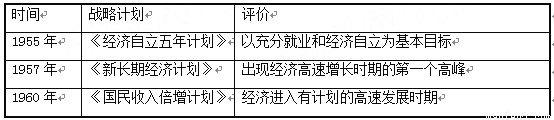 时间 战略计划 评价
1955 年 《经济自立五年计划》 以充分就业和经济自立为基本目标
1957 年 《新长期经济计划》 出现经济高速增长时期的第一个高峰
1960 年 《国民收入倍增计划》 经济进入有计划的高速发展时期